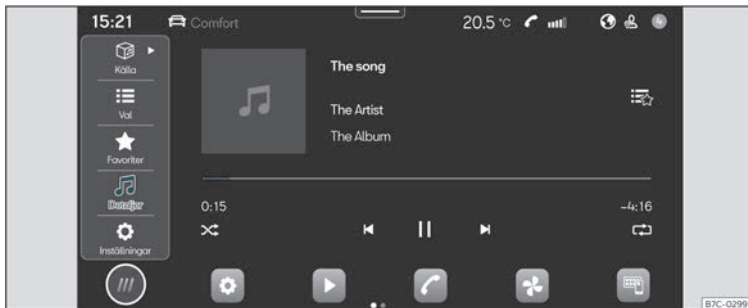 15:21
Comfort
20.5 °C
4
Källa
Val
Favoriter
Detaljer
Inställningar
The song
The Artist
The Album
0:15
-4:16
B7C-0299